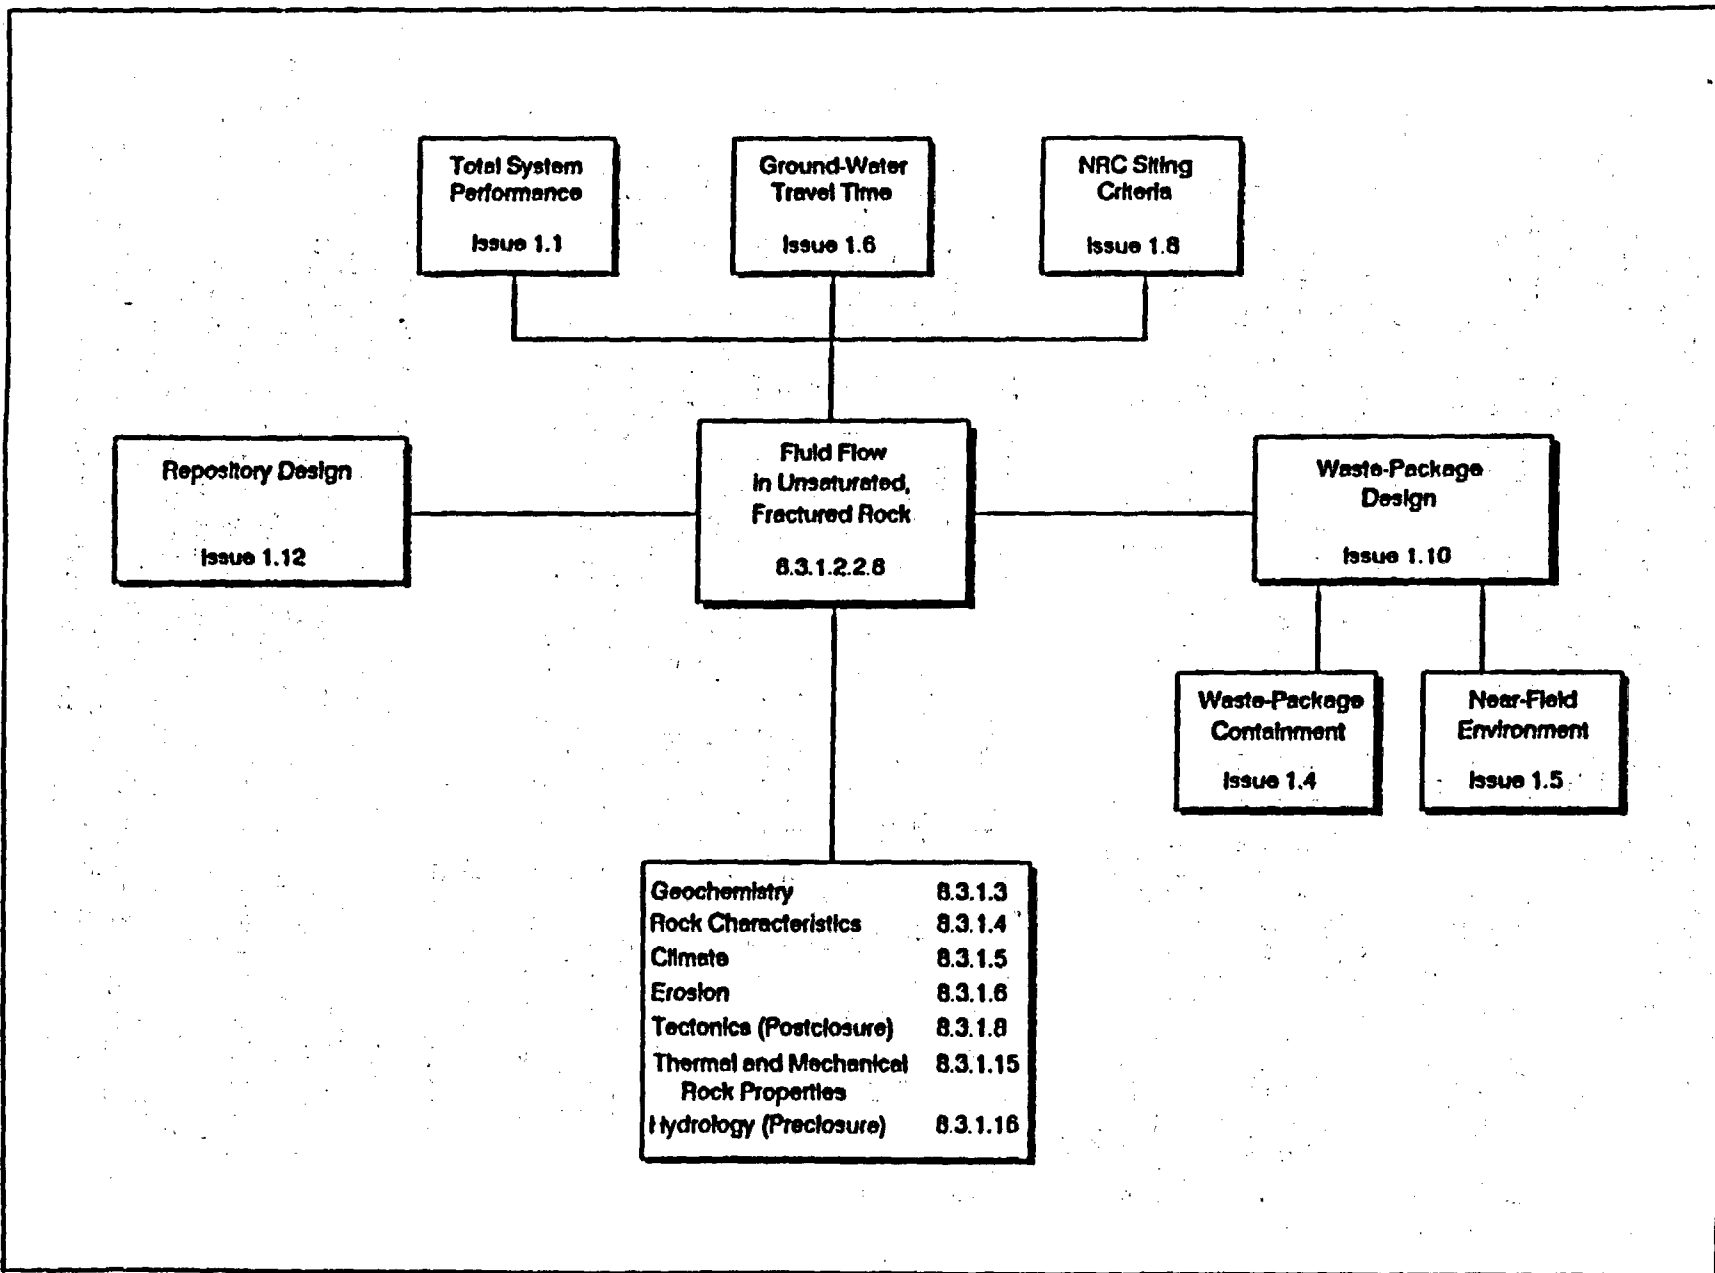 Total System
Performance
Issue 1.1
Ground-Water
Travel Time
Issue 1.6
NRC Siting
Criteria
Issue 1.8
Repository Design
Issue 1.12
Fluid Flow
in Unsaturated,
Fractured Rock
8.3.1.2.2.8
Waste-Package
Design
Issue 1.10
Waste-Package
Containment
Issue 1.4
Near-Field
Environment
Issue 1.5
Geochemistry 8.3.1.3
Rock Characteristics 8.3.1.4
Climate 8.3.1.5
Erosion 8.3.1.6
Tectonics (Postclosure) 8.3.1.8
Thermal and Mechanical 8.3.1.15
Rock Properties
Hydrology (Preclosure) 8.3.1.16